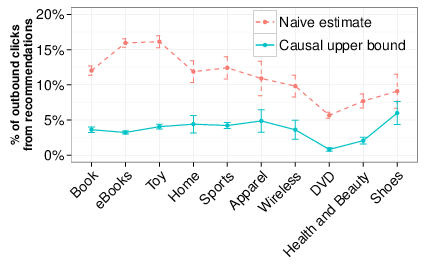 % of outbound clicks
from recommendations
20%
15%
10%
5%
0%
Naive estimate
Causal upper bound
Book
eBooks
Toy
Home
Sports
Apparel
Wireless
DVD
Health and Beauty
Shoes